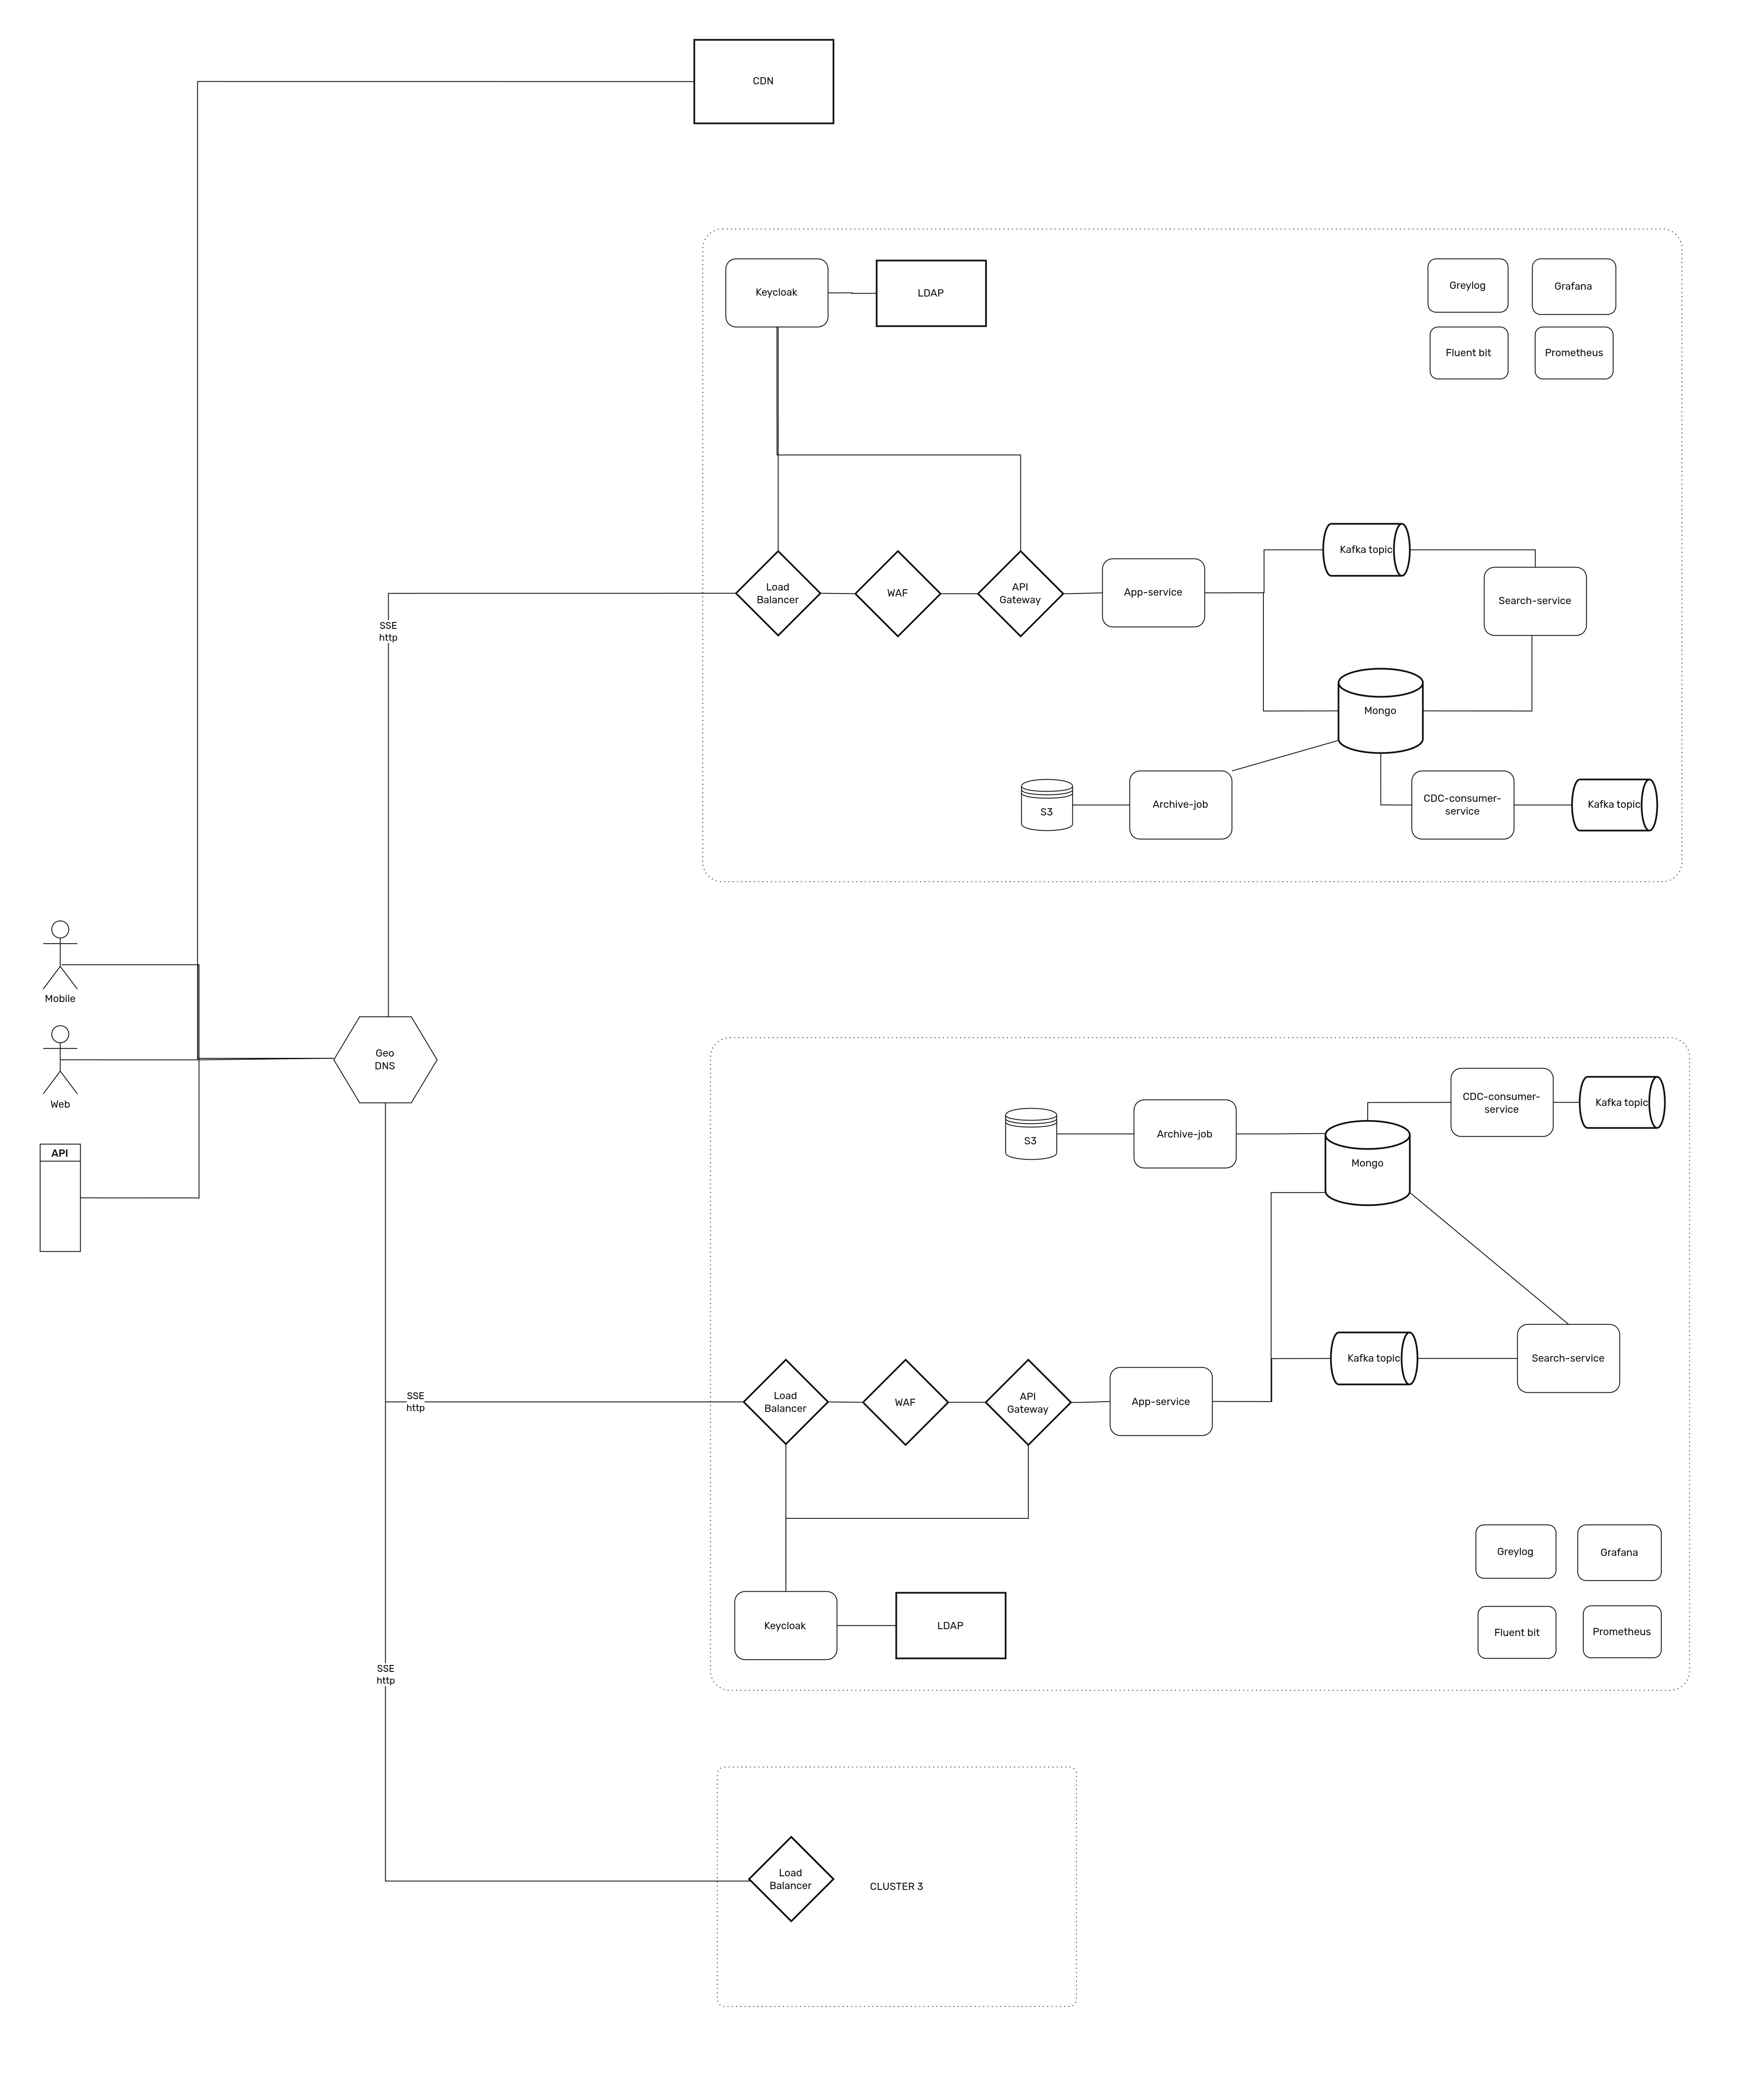 CDN
Keycloak
LDAP
Greylog
Grafana
Fluent bit
Prometheus
Kafka topic
Load
Balancer
WAF
API
Gateway
App-service
Search-service
SSE
http
Mongo
S3
Archive-job
CDC-consumer-
service
Kafka topic
Mobile
Web
API
Geo
DNS
CDC-consumer-
service
Kafka topic
S3
Archive-job
Mongo
Kafka topic
Search-service
SSE
http
Load
Balancer
WAF
API
Gateway
App-service
Greylog
Grafana
Keycloak
LDAP
Fluent bit
Prometheus
SSE
http
Load
Balancer
CLUSTER 3